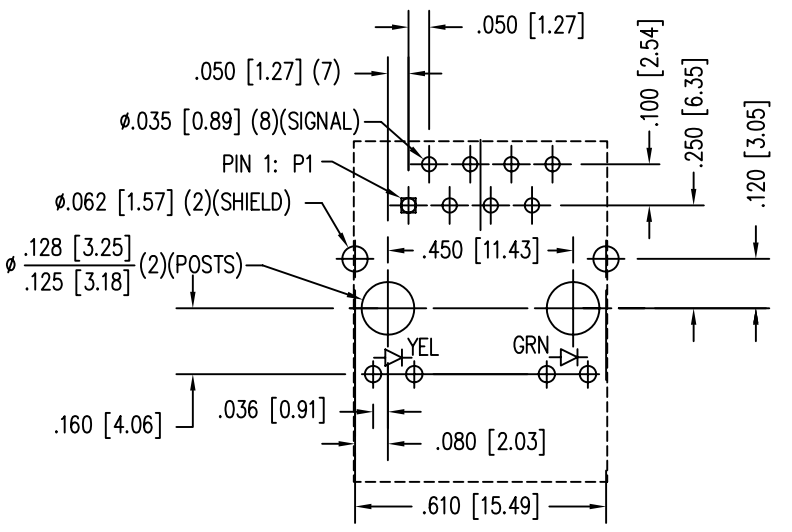 .050 [1.27]
.050 [1.27] (7)
.100 [2.54]
.250 [6.35]
.120 [3.05]
ø.035 [0.89] (8)(SIGNAL)
PIN 1: P1
ø.062 [1.57] (2)(SHIELD)
.450 [11.43]
ø .128 [3.25]
.125 [3.18] (2)(POSTS)
YEL
GRN
.036 [0.91]
.160 [4.06]
.080 [2.03]
.610 [15.49]